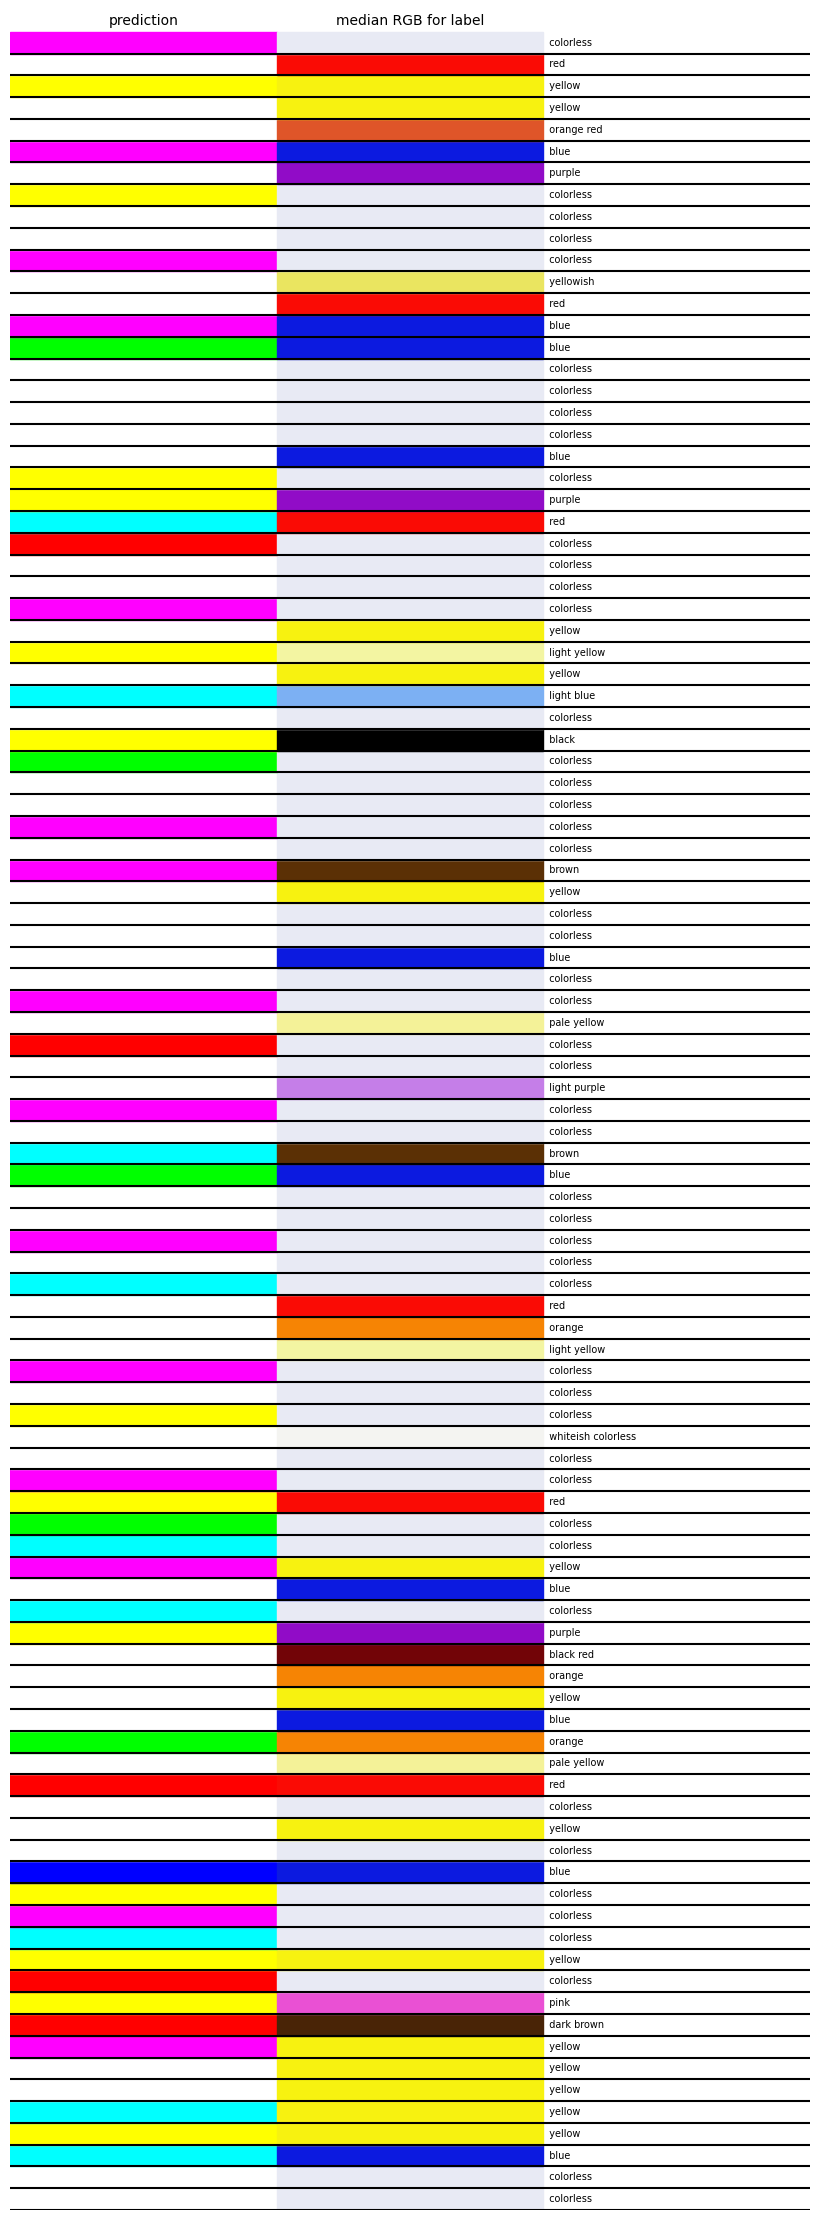 prediction median RGB for label
colorless
red
yellow
yellow
orange red
blue
purple
colorless
colorless
colorless
colorless
yellowish
red
blue
blue
colorless
colorless
colorless
colorless
blue
colorless
purple
red
colorless
colorless
colorless
colorless
yellow
light yellow
yellow
light blue
colorless
black
colorless
colorless
colorless
colorless
colorless
brown
yellow
colorless
colorless
blue
colorless
colorless
pale yellow
colorless
colorless
light purple
colorless
colorless
brown
blue
colorless
colorless
colorless
colorless
colorless
red
orange
light yellow
colorless
colorless
colorless
whiteish colorless
colorless
colorless
red
colorless
colorless
yellow
blue
colorless
purple
black red
orange
yellow
blue
orange
pale yellow
red
colorless
yellow
colorless
blue
colorless
colorless
colorless
yellow
colorless
pink
dark brown
yellow
yellow
yellow
yellow
yellow
blue
colorless
colorless